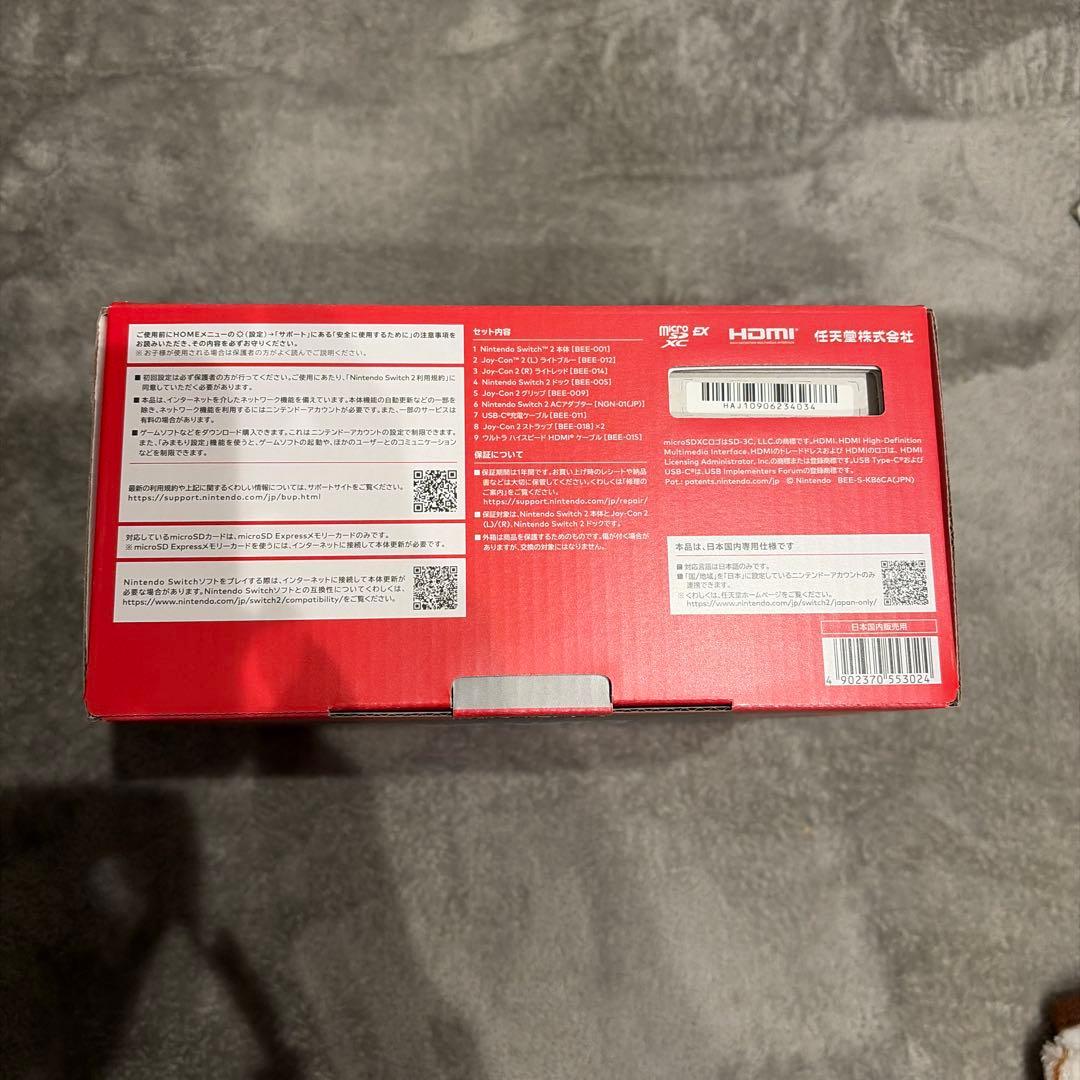 ご使用前にHOMEメニューの(設定)→「サポート」にある「安全に使用するために」の注意事項を
お読みいただき、その内容を必ずお守りください。
※お子様が使用される場合は保護者の方がよく読んでご説明ください。
■ 初回設定は必ず保護者の方が行ってください。ご使用にあたり、「Nintendo Switch 2利用規約」に
同意していただく必要があります。
■ 本品は、インターネットを介したネットワーク機能を備えています。本体機能の自動更新などの一部を
除き、ネットワーク機能を利用するにはニンテンドーアカウントが必要です。また、一部のサービスは
有料の場合があります。
■ ゲームソフトなどをダウンロード購入できます。これはニンテンドーアカウントの設定で制限できます。
また、「みまもり設定」機能を使うと、ゲームソフトの起動や、ほかのユーザーとのコミュニケーション
などを制限できます。
最新の利用規約や上記に関するくわしい情報については、サポートサイトをご覧ください。
https://support.nintendo.com/jp/bup.html
対応しているmicroSDカードは、microSD Expressメモリーカードのみです。
※ microSD Expressメモリーカードを使うには、インターネットに接続して本体更新が必要です。
Nintendo Switchソフトをプレイする際は、インターネットに接続して本体更新が
必要な場合があります。Nintendo Switchソフトとの互換性についてくわしくは、
https://www.nintendo.com/jp/switch2/compatibility/をご覧ください。
セット内容
1 Nintendo Switch™ 2 本体 [BEE-001]
2 Joy-Con™ 2 (L) ライトブルー [BEE-012]
3 Joy-Con 2 (R) ライトレッド [BEE-014]
4 Nintendo Switch 2 ドック [BEE-005]
5 Joy-Con 2 グリップ [BEE-009]
6 Nintendo Switch 2 ACアダプター [NGN-01(JP)]
7 USB-C®充電ケーブル [BEE-011]
8 Joy-Con 2 ストラップ [BEE-018] ×2
9 ウルトラ ハイスピード HDMI® ケーブル [BEE-015]
保証について
■ 保証期間は1年間です。お買い上げ時のレシートや納品
書などは大切に保管してください。くわしくは「修理の
ご案内」をご覧ください。
https://support.nintendo.com/jp/repair/
■ 保証対象は、Nintendo Switch 2 本体とJoy-Con 2
(L)/(R)、Nintendo Switch 2 ドックです。
■ 外箱は商品を保護するためのものです。傷が付く場合が
ありますが、交換の対象にはなりません。
micro SD XC EX HDMI® 任天堂株式会社
HAJ10906234034
microSDXCロゴはSD-3C, LLC.の商標です。HDMI、HDMI High-Definition
Multimedia Interface、HDMIのトレードドレスおよび HDMIのロゴは、HDMI
Licensing Administrator, Inc.の商標または登録商標です。USB Type-C®および
USB-C®は、USB Implementers Forumの登録商標です。
Pat.: patents.nintendo.com/jp © Nintendo BEE-S-KB6CA(JPN)
本品は、日本国内専用仕様です
■ 対応言語は日本語のみです。
■ 「国/地域」を「日本」に設定しているニンテンドーアカウントのみ
連携できます。
※ くわしくは、任天堂ホームページをご覧ください。
https://www.nintendo.com/jp/switch2/japan-only/
日本国内販売用
4 902370 553024